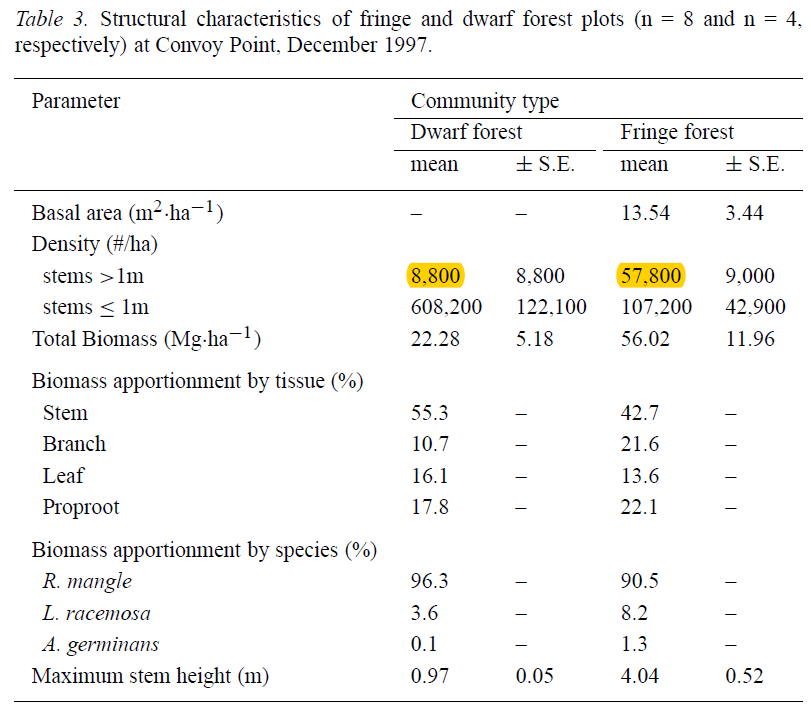 Table 3. Structural characteristics of fringe and dwarf forest plots (n = 8 and n = 4,
respectively) at Convoy Point, December 1997.
Parameter Community type
Dwarf forest Fringe forest
mean ± S.E. mean ± S.E.
Basal area (m²·ha⁻¹) – – 13.54 3.44
Density (#/ha)
stems >1m 8,800 8,800 57,800 9,000
stems ≤ 1m 608,200 122,100 107,200 42,900
Total Biomass (Mg·ha⁻¹) 22.28 5.18 56.02 11.96
Biomass apportionment by tissue (%)
Stem 55.3 – 42.7 –
Branch 10.7 – 21.6 –
Leaf 16.1 – 13.6 –
Proproot 17.8 – 22.1 –
Biomass apportionment by species (%)
R. mangle 96.3 – 90.5 –
L. racemosa 3.6 – 8.2 –
A. germinans 0.1 – 1.3 –
Maximum stem height (m) 0.97 0.05 4.04 0.52